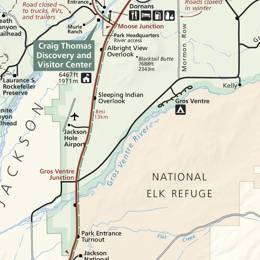 Road closed
to trucks, RVs,
and trailers
Dornans
Roads closed
in winter
Murie
Ranch
Moose Junction
Park Headquarters
River access
Craig Thomas
Discovery and
Visitor Center
6467ft
1971m
Albright View
Overlook
Blacktail Butte
7688ft
2343m
Mormon Row
Laurance S.
Rockefeller
Preserve
Sleeping Indian
Overlook
Gros Ventre
Kelly
8mi
13km
Jackson
Hole
Airport
JACKSON
Gros Ventre River
Gros Ventre
Junction
NATIONAL
ELK REFUGE
Park Entrance
Turnout
Flat
Creek
Jackson
National